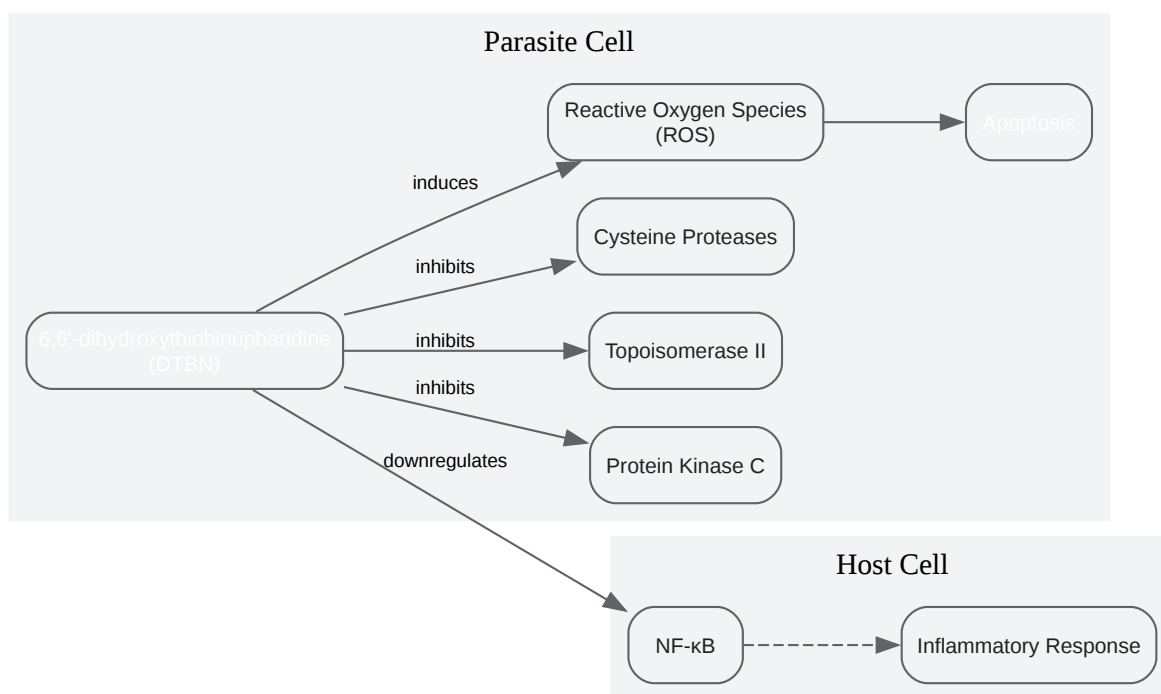 Parasite Cell
Reactive Oxygen Species
(ROS)
Apoptosis
induces
Cysteine Proteases
inhibits
6,6'-dihydroxythiobinupharidine
(DTBN)
inhibits
Topoisomerase II
inhibits
Protein Kinase C
downregulates
Host Cell
NF-κB
Inflammatory Response